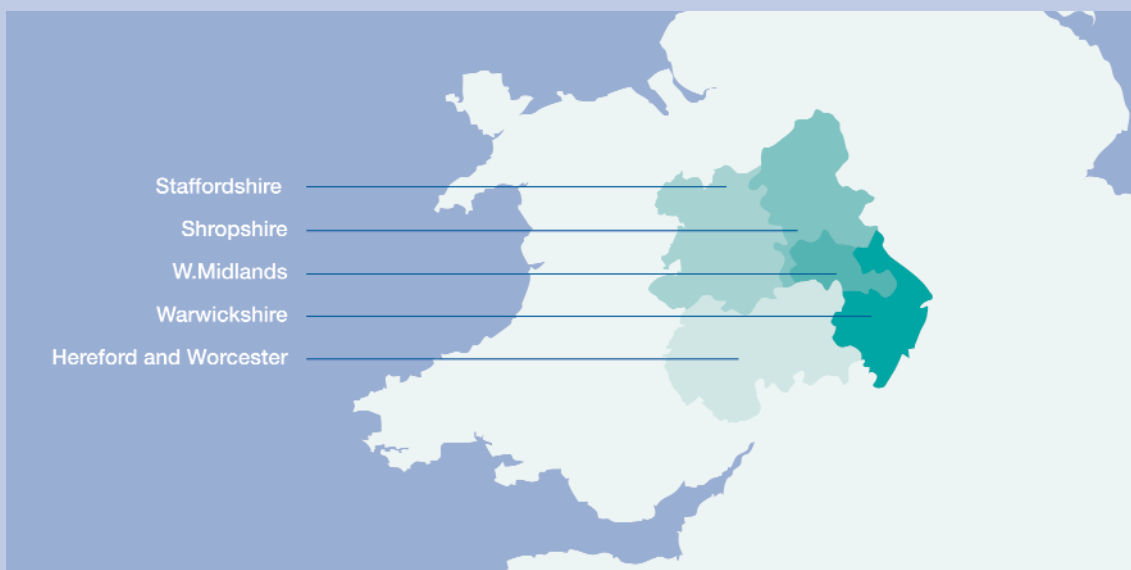 Staffordshire
Shropshire
W.Midlands
Warwickshire
Hereford and Worcester